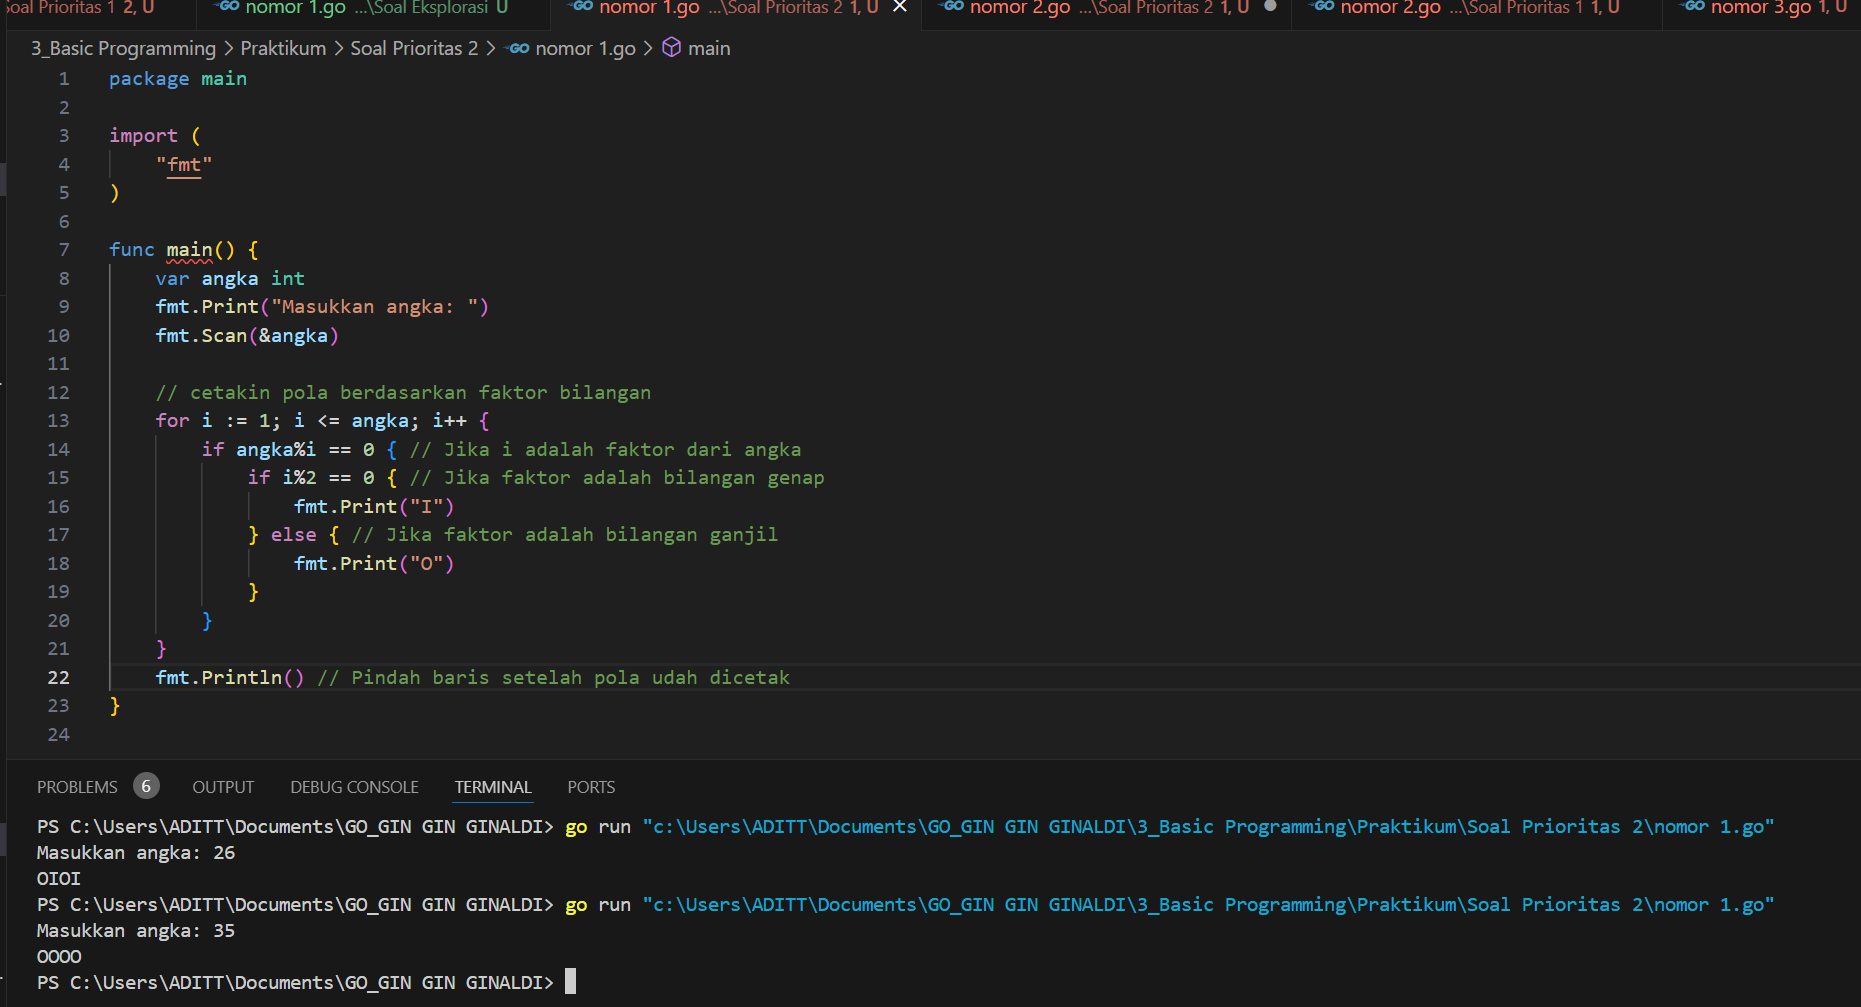 Soal Prioritas 1 2, U nomor 1.go ...\Soal Eksplorasi U nomor 1.go ...\Soal Prioritas 2 1, U nomor 2.go ...\Soal Prioritas 2 1, U nomor 2.go ...\Soal Prioritas 1 1, U nomor 3.go 1, U
3_Basic Programming > Praktikum > Soal Prioritas 2 > GO nomor 1.go > main
1 package main
2
3 import (
4 "fmt"
5 )
6
7 func main() {
8 var angka int
9 fmt.Print("Masukkan angka: ")
10 fmt.Scan(&angka)
11
12 // cetakin pola berdasarkan faktor bilangan
13 for i := 1; i <= angka; i++ {
14 if angka%i == 0 { // Jika i adalah faktor dari angka
15 if i%2 == 0 { // Jika faktor adalah bilangan genap
16 fmt.Print("I")
17 } else { // Jika faktor adalah bilangan ganjil
18 fmt.Print("O")
19 }
20 }
21 }
22 fmt.Println() // Pindah baris setelah pola udah dicetak
23 }
24
PROBLEMS 6 OUTPUT DEBUG CONSOLE TERMINAL PORTS
PS C:\Users\ADITT\Documents\GO_GIN GIN GINALDI> go run "c:\Users\ADITT\Documents\GO_GIN GIN GINALDI\3_Basic Programming\Praktikum\Soal Prioritas 2\nomor 1.go"
Masukkan angka: 26
OIOI
PS C:\Users\ADITT\Documents\GO_GIN GIN GINALDI> go run "c:\Users\ADITT\Documents\GO_GIN GIN GINALDI\3_Basic Programming\Praktikum\Soal Prioritas 2\nomor 1.go"
Masukkan angka: 35
OOOO
PS C:\Users\ADITT\Documents\GO_GIN GIN GINALDI>